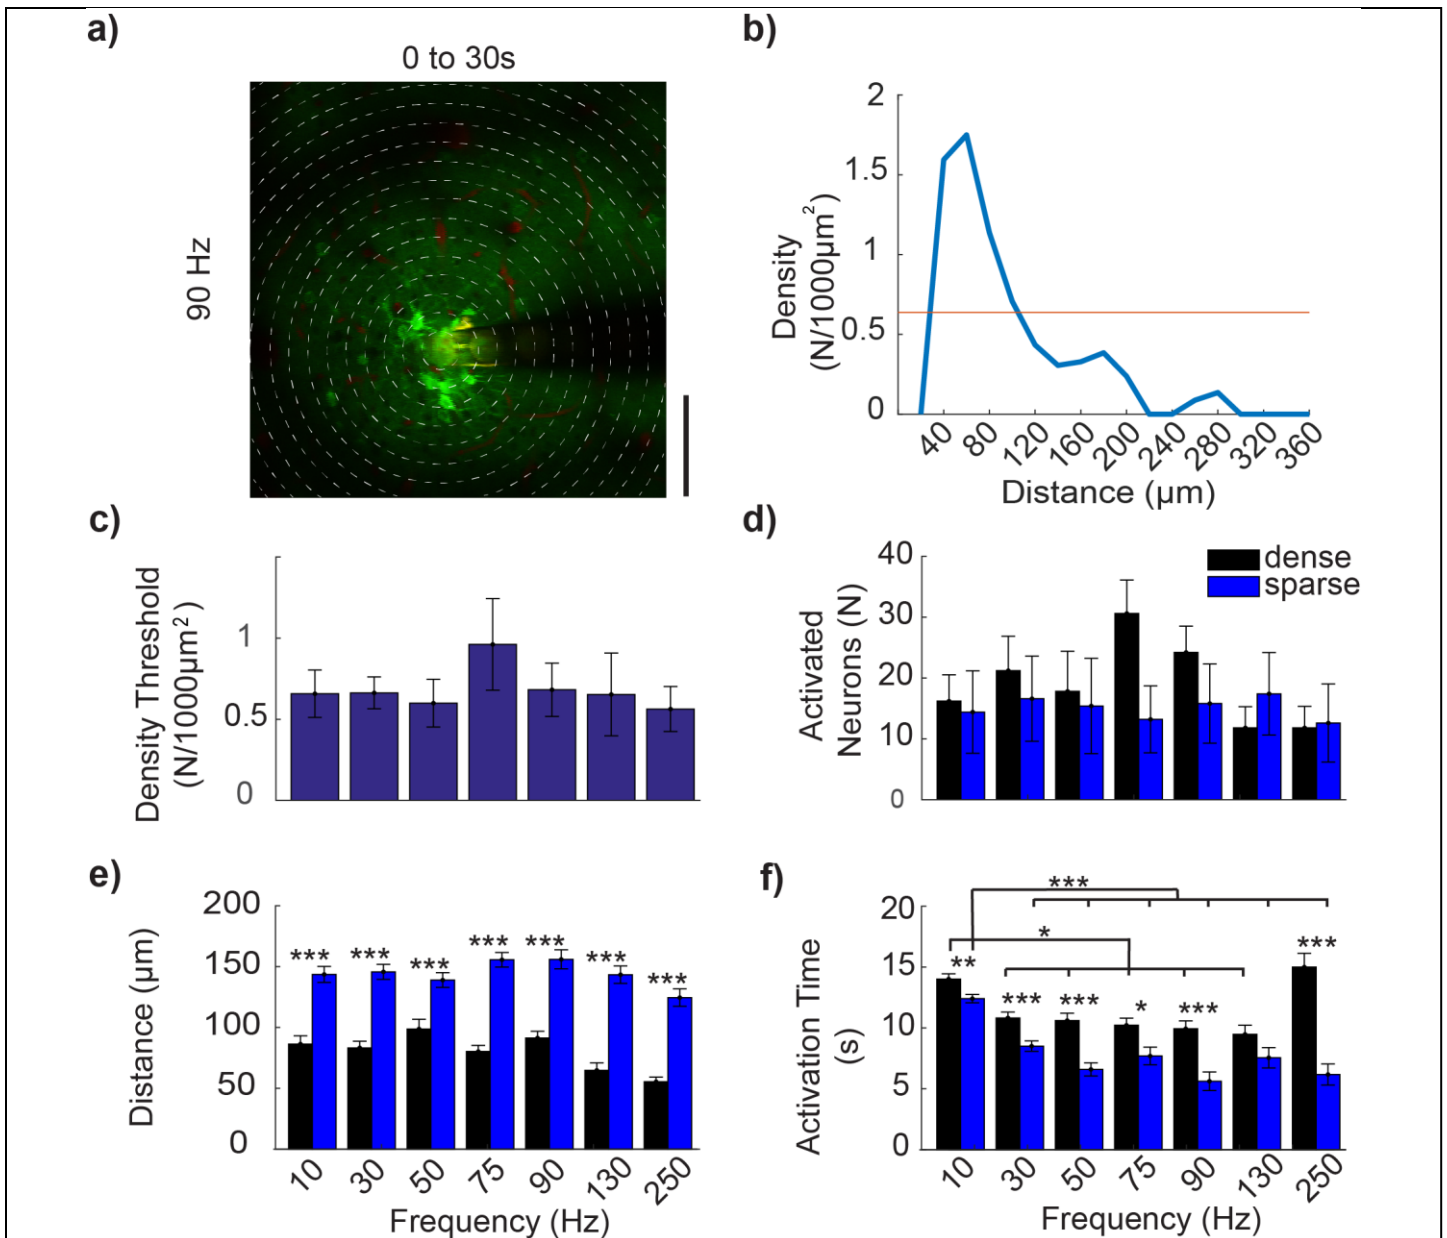 a)
0 to 30s
90 Hz
b)
2
1.5
1
0.5
0
Density
(N/1000µm²)
40 80 120 160 200 240 280 320 360
Distance (µm)
c)
Density Threshold
(N/1000µm²)
1
0.5
0
d)
Activated
Neurons (N)
40
30
20
10
0
dense
sparse
e)
Distance (µm)
200
150
100
50
0
*** *** *** *** *** *** ***
10 30 50 75 90 130 250
Frequency (Hz)
f)
Activation Time
(s)
20
15
10
5
0
***
*
** *** *** * *** ***
10 30 50 75 90 130 250
Frequency (Hz)